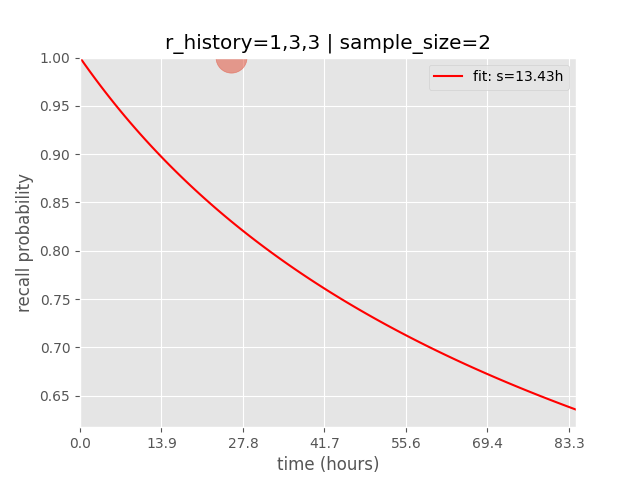 r_history=1,3,3 | sample_size=2
fit: s=13.43h
recall probability
1.00
0.95
0.90
0.85
0.80
0.75
0.70
0.65
0.0 13.9 27.8 41.7 55.6 69.4 83.3
time (hours)